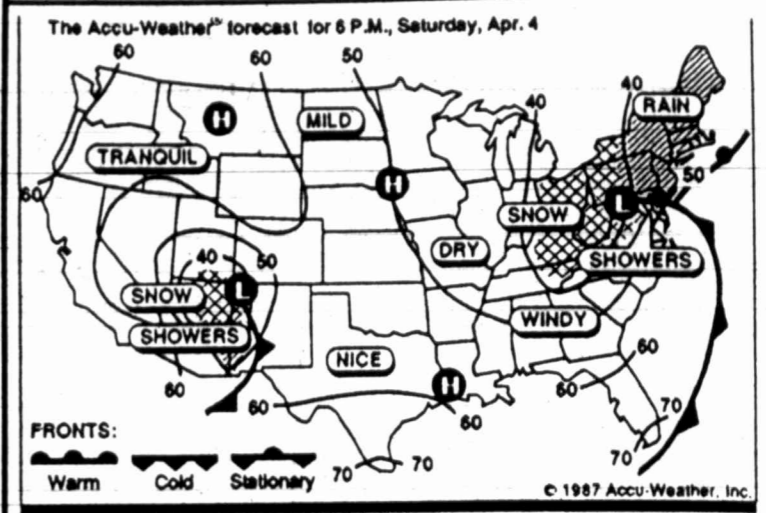 The Accu-Weather℠ forecast for 6 P.M., Saturday, Apr. 4
60
60
50
40
40
RAIN
H
MILD
TRANQUIL
H
50
60
L
SNOW
DRY
SHOWERS
40
50
SNOW
L
SHOWERS
WINDY
NICE
60
H
60
60
60
60
70
70
70
70
FRONTS:
Warm
Cold
Stationary
© 1987 Accu-Weather, Inc.